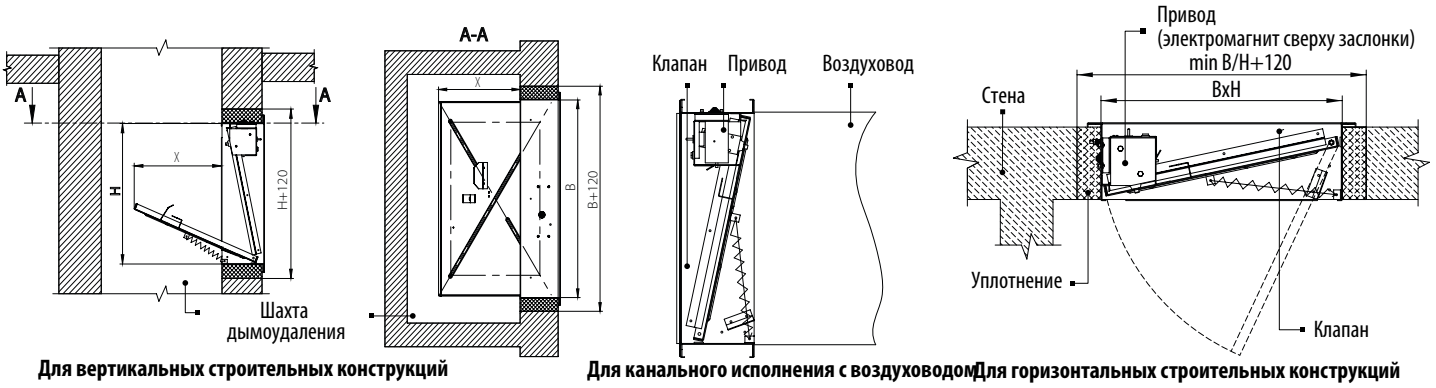 А
А
X
H
H+120
Шахта
дымоудаления
Для вертикальных строительных конструкций
А-А
X
B
B+120
Клапан
Привод
Воздуховод
Для канального исполнения с воздуховодом
Привод
(электромагнит сверху заслонки)
min B/H+120
BxH
Стена
Уплотнение
Клапан
Для горизонтальных строительных конструкций